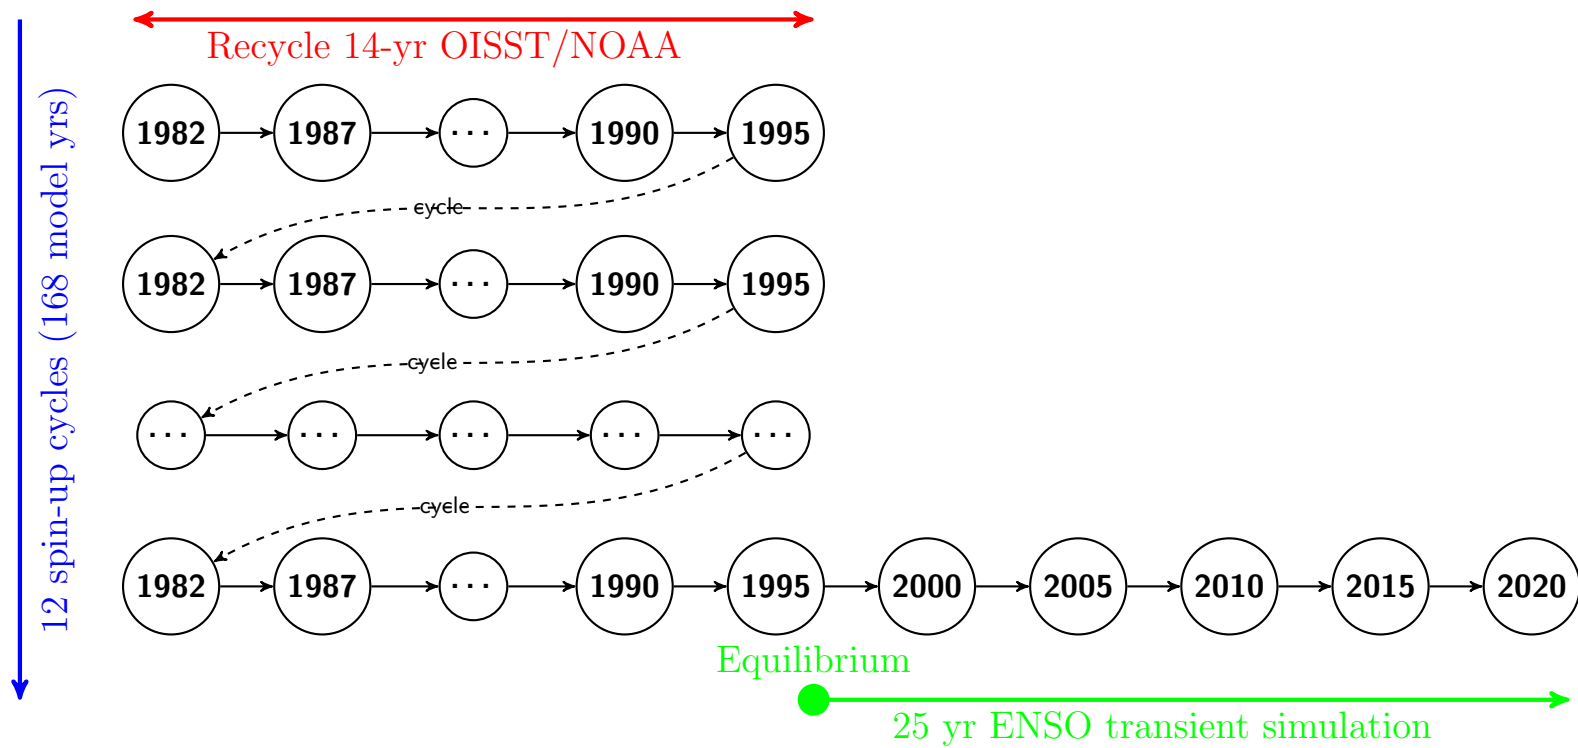 Recycle 14-yr OISST/NOAA
12 spin-up cycles (168 model yrs)
1982 1987 ... 1990 1995
cycle
1982 1987 ... 1990 1995
cycle
... ... ... ... ...
cycle
1982 1987 ... 1990 1995 2000 2005 2010 2015 2020
Equilibrium
25 yr ENSO transient simulation